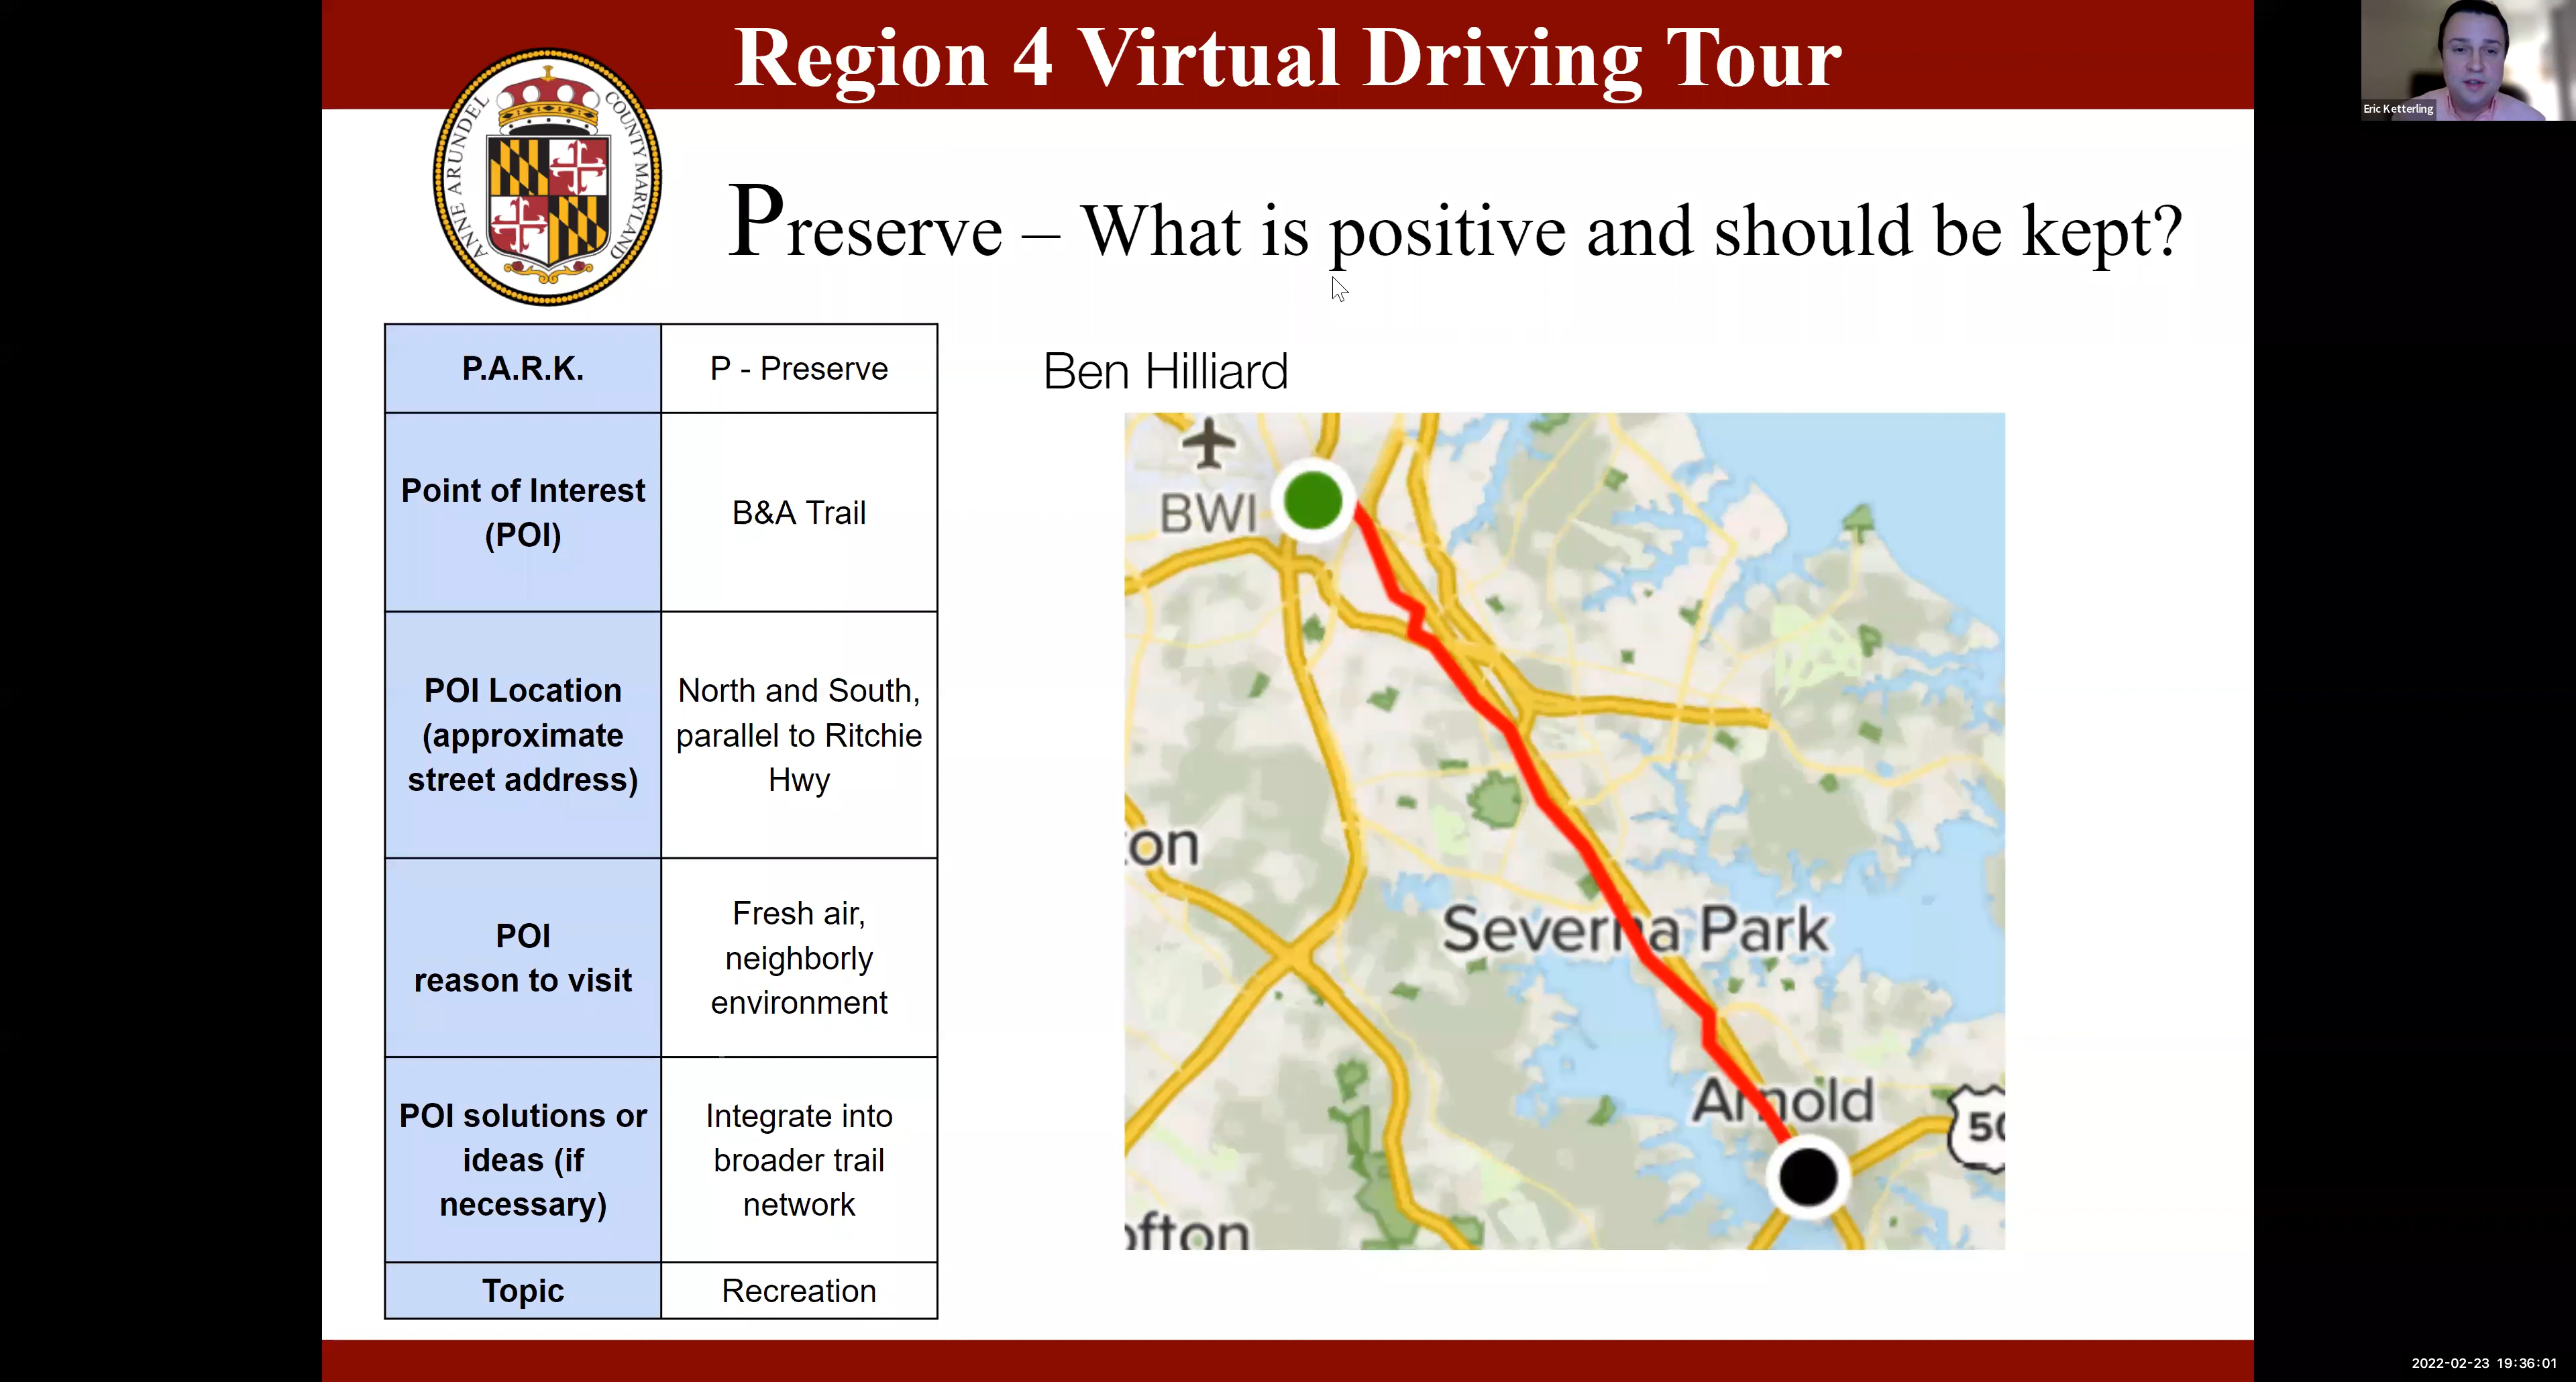 Region 4 Virtual Driving Tour
Eric Ketterling
ANNE ARUNDEL COUNTY MARYLAND
Preserve – What is positive and should be kept?
P.A.R.K.
P - Preserve
Point of Interest
(POI)
B&A Trail
POI Location
(approximate
street address)
North and South,
parallel to Ritchie
Hwy
POI
reason to visit
Fresh air,
neighborly
environment
POI solutions or
ideas (if
necessary)
Integrate into
broader trail
network
Topic
Recreation
Ben Hilliard
BWI
on
Severna Park
Arnold
50
ofton
2022-02-23 19:36:01